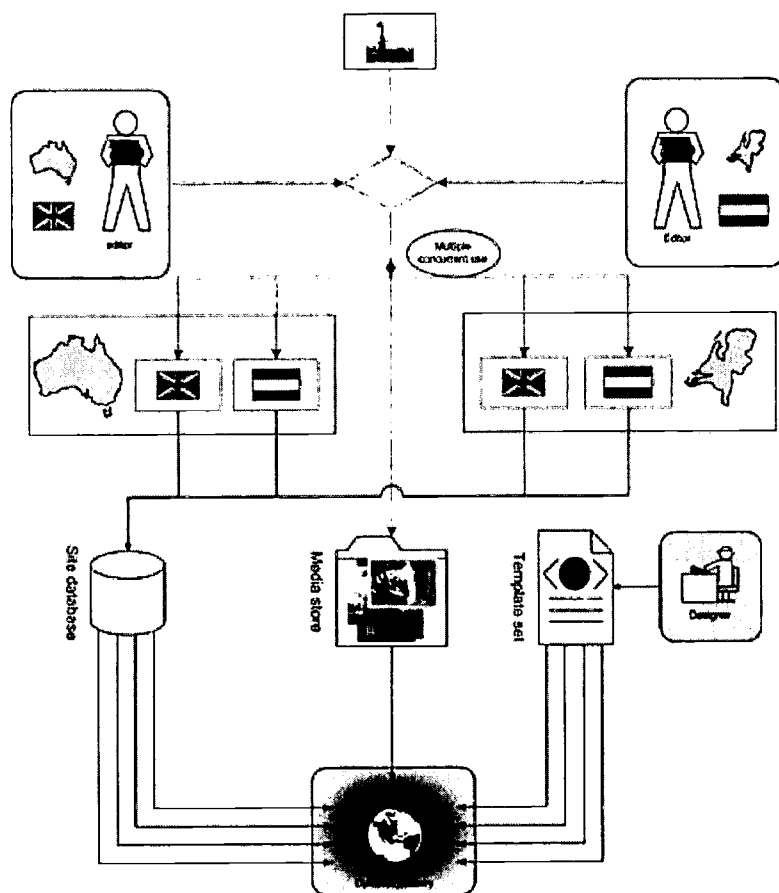 editor
Editor
Multiple
concurrent use
Site database
Media store
Template set
Designer